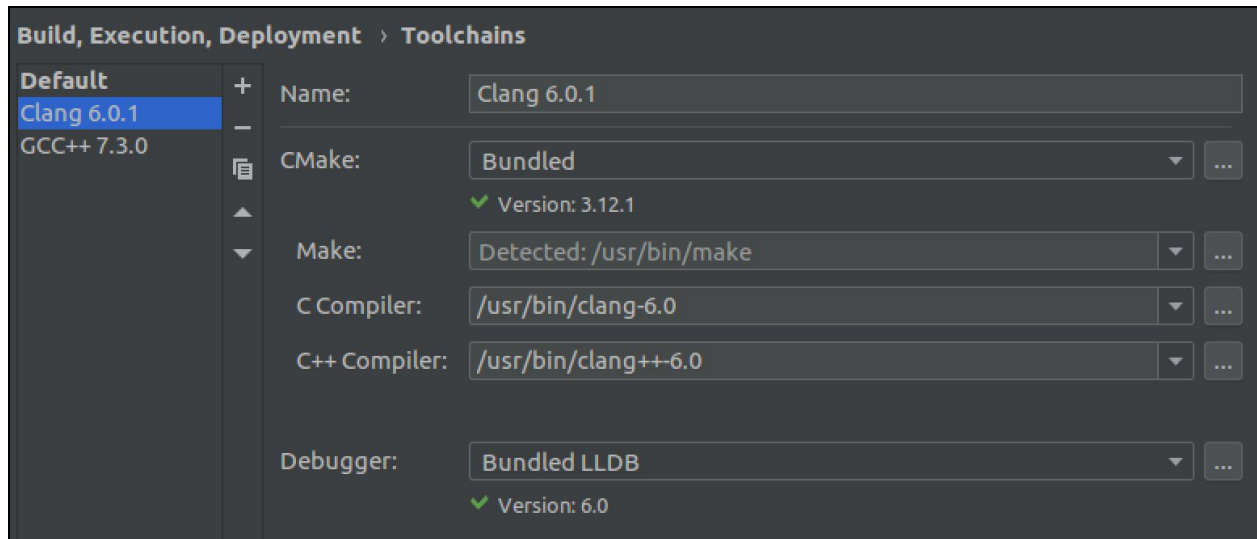 Build, Execution, Deployment › Toolchains
Default
Clang 6.0.1
GCC++ 7.3.0
Name: Clang 6.0.1
CMake: Bundled ...
Version: 3.12.1
Make: Detected: /usr/bin/make ...
C Compiler: /usr/bin/clang-6.0 ...
C++ Compiler: /usr/bin/clang++-6.0 ...
Debugger: Bundled LLDB ...
Version: 6.0